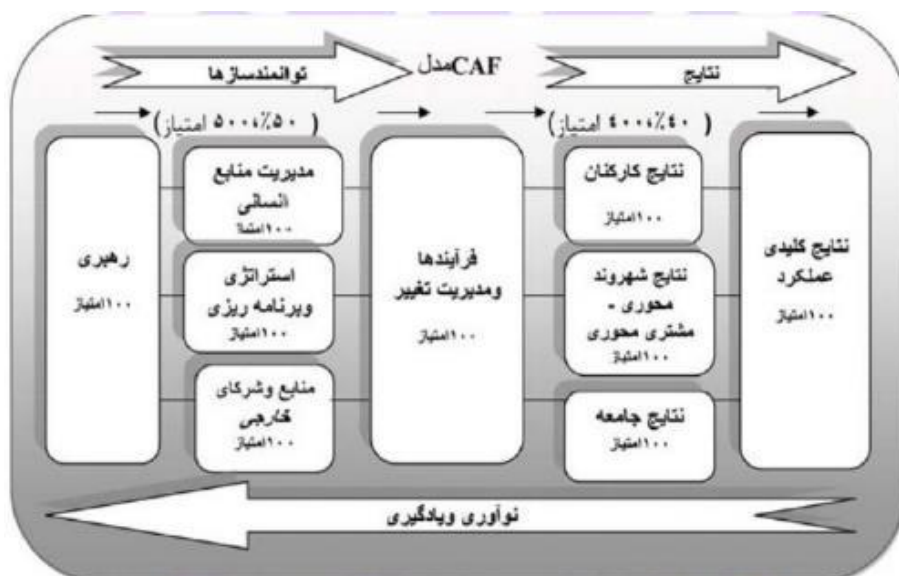 مدل CAF
توانمندسازها
نتایج
(۵۰٪، ۵۰۰ امتیاز)
(۴۰٪، ۴۰۰ امتیاز)
رهبری
۱۰۰ امتیاز
مدیریت منابع
انسانی
۱۰۰ امتیاز
استراتژی
وبرنامه ریزی
۱۰۰ امتیاز
منابع وشرکای
خارجی
۱۰۰ امتیاز
فرآیندها
ومدیریت تغییر
۱۰۰ امتیاز
نتایج کارکنان
۱۰۰ امتیاز
نتایج شهروند
محوری -
مشتری محوری
۱۰۰ امتیاز
نتایج جامعه
۱۰۰ امتیاز
نتایج کلیدی
عملکرد
۱۰۰ امتیاز
نوآوری ویادگیری